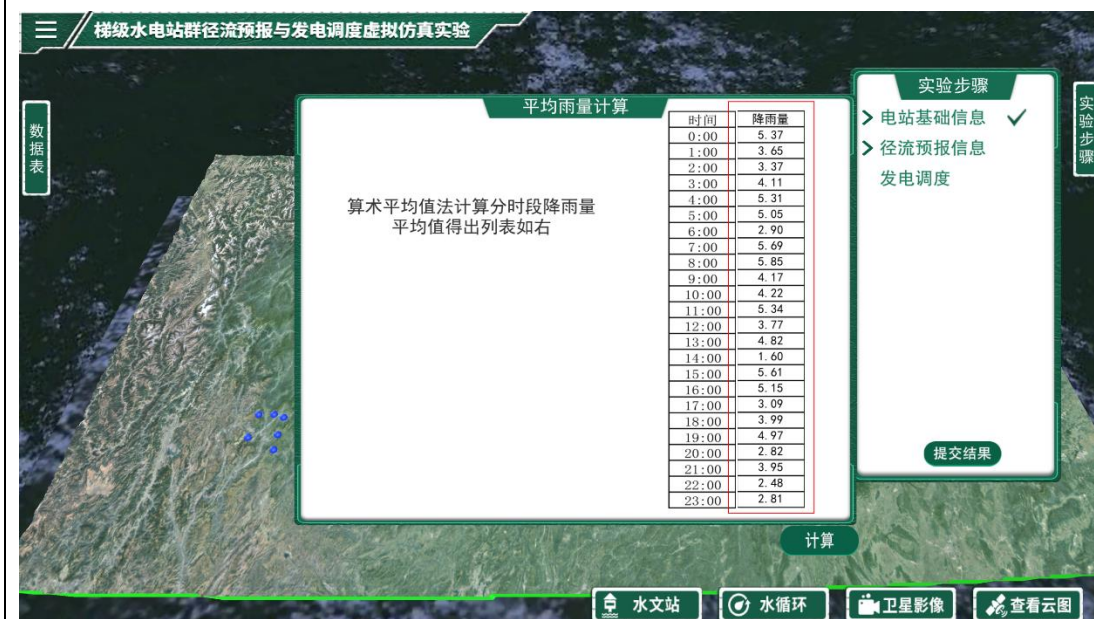 梯级水电站群径流预报与发电调度虚拟仿真实验
数据表
平均雨量计算
算术平均值法计算分时段降雨量
平均值得出列表如右
时间 降雨量
0:00 5.37
1:00 3.65
2:00 3.37
3:00 4.11
4:00 5.31
5:00 5.05
6:00 2.90
7:00 5.69
8:00 5.85
9:00 4.17
10:00 4.22
11:00 5.34
12:00 3.77
13:00 4.82
14:00 1.60
15:00 5.61
16:00 5.15
17:00 3.09
18:00 3.99
19:00 4.97
20:00 2.82
21:00 3.95
22:00 2.48
23:00 2.81
计算
实验步骤
电站基础信息
径流预报信息
发电调度
提交结果
实验步骤
水文站
水循环
卫星影像
查看云图